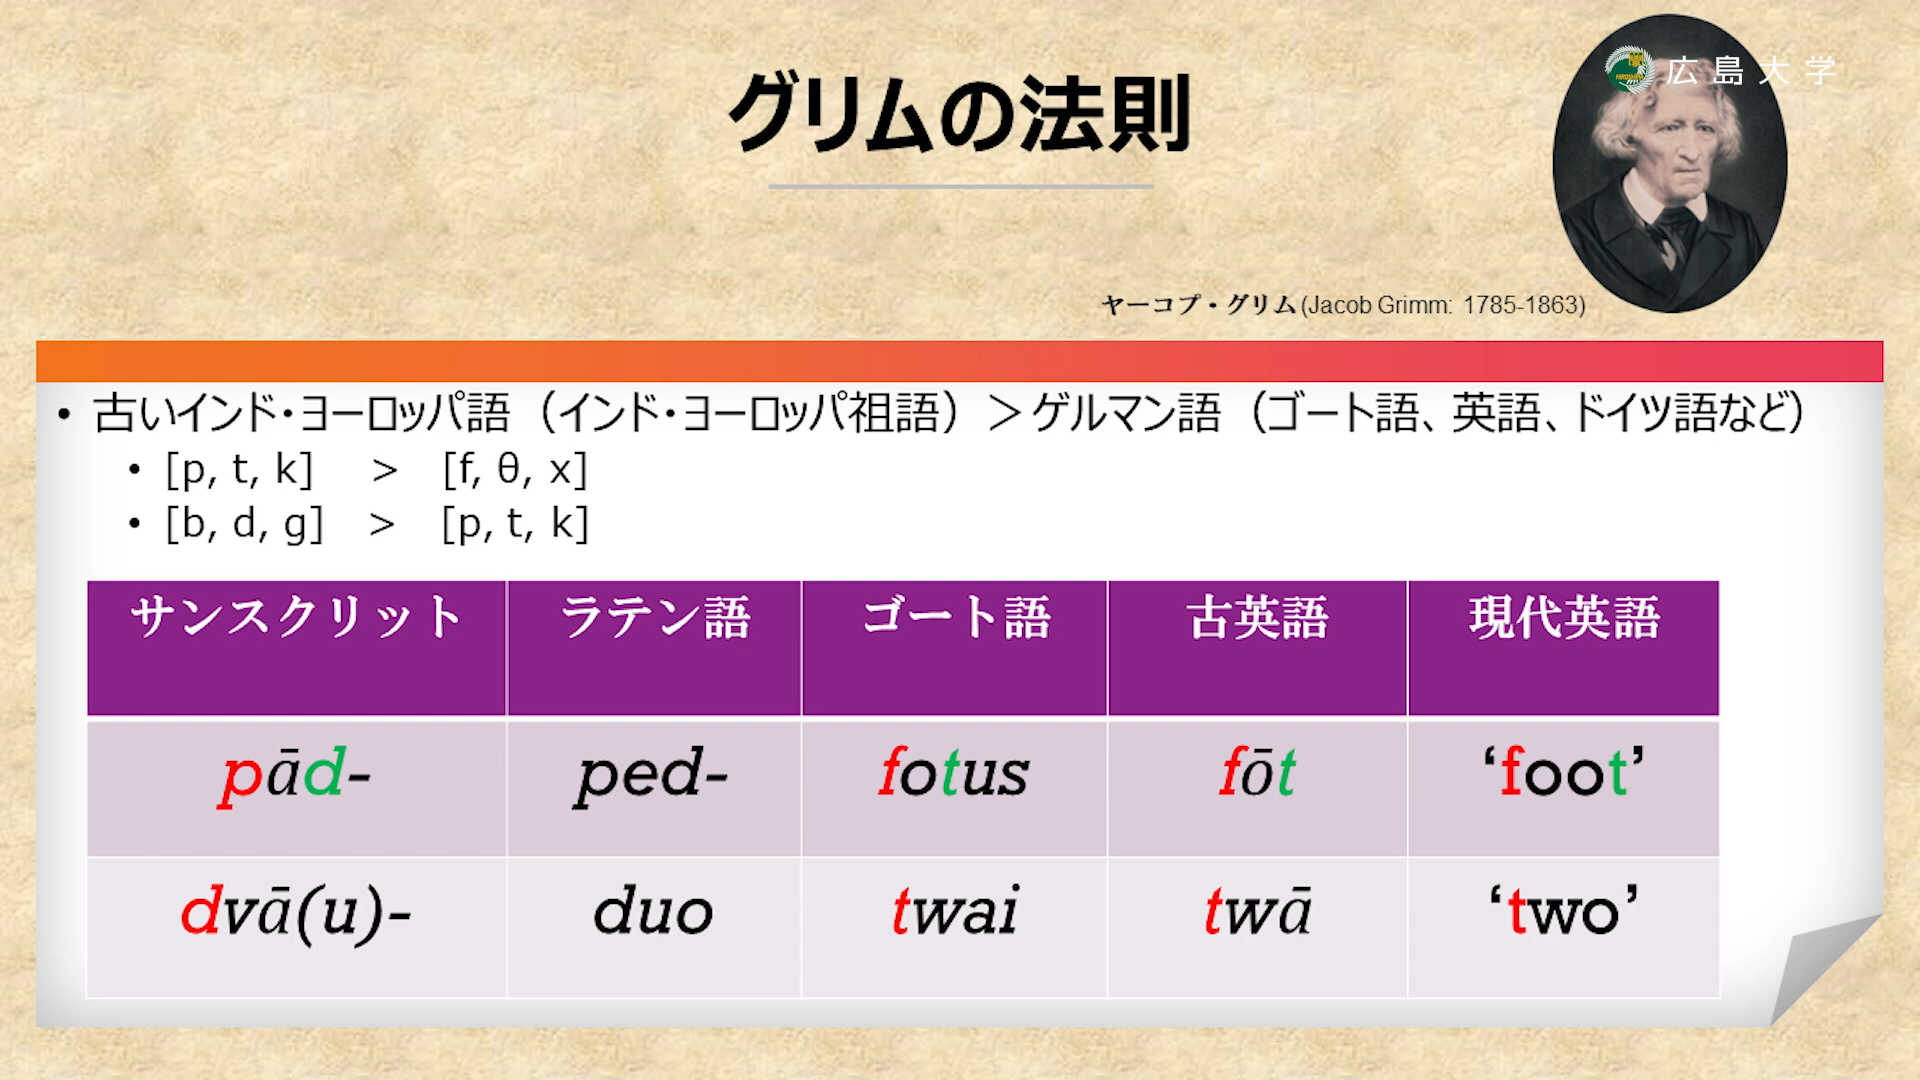 グリムの法則
広島大学
ヤーコプ・グリム(Jacob Grimm: 1785-1863)
• 古いインド・ヨーロッパ語（インド・ヨーロッパ祖語）＞ゲルマン語（ゴート語、英語、ドイツ語など）
• [p, t, k] > [f, θ, x]
• [b, d, g] > [p, t, k]
サンスクリット ラテン語 ゴート語 古英語 現代英語
pād- ped- fotus fōt ‘foot’
dvā(u)- duo twai twā ‘two’